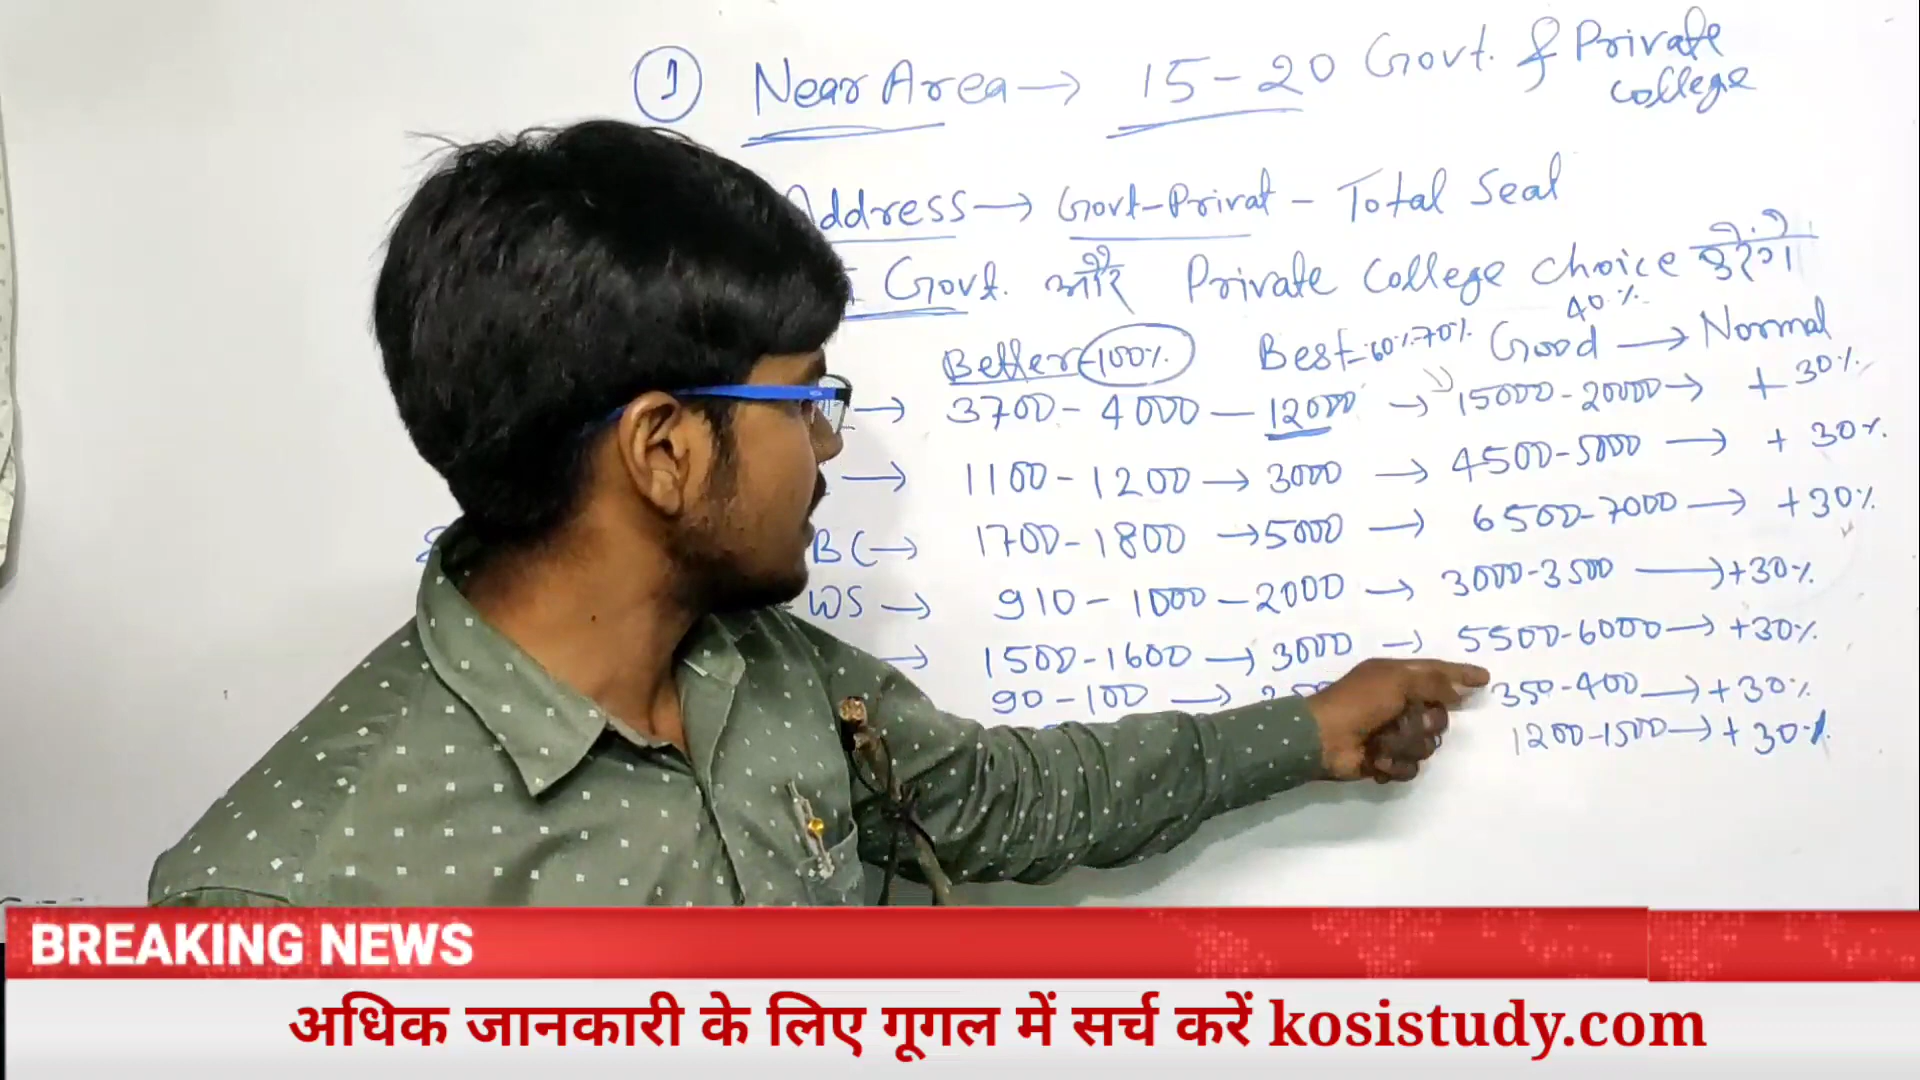 1 Near Area → 15-20 Govt. & Private College
Address → Govt-Privat - Total Seal
Govt. और Private College choice करेगा
Better-100% Best-60%-70% Good 40% → Normal
→ 3700-4000 - 12000 → 15000-20000 → +30%
→ 1100-1200 → 3000 → 4500-5000 → +30%
BC → 1700-1800 → 5000 → 6500-7000 → +30%
WS → 910-1000 - 2000 → 3000-3500 → +30%
→ 1500-1600 → 3000 → 5500-6000 → +30%
90-100 → 350-400 → +30%
1200-1500 → +30%
BREAKING NEWS
अधिक जानकारी के लिए गूगल में सर्च करें kosistudy.com